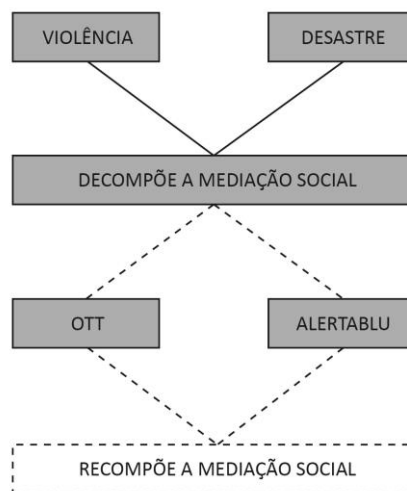 VIOLÊNCIA
DESASTRE
DECOMPÕE A MEDIAÇÃO SOCIAL
OTT
ALERTABLU
RECOMPÕE A MEDIAÇÃO SOCIAL